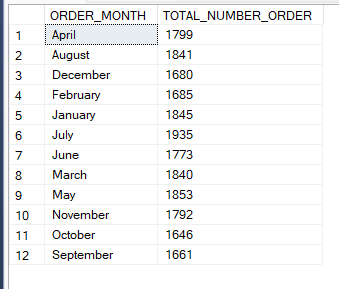 ORDER_MONTH TOTAL_NUMBER_ORDER
1 April 1799
2 August 1841
3 December 1680
4 February 1685
5 January 1845
6 July 1935
7 June 1773
8 March 1840
9 May 1853
10 November 1792
11 October 1646
12 September 1661